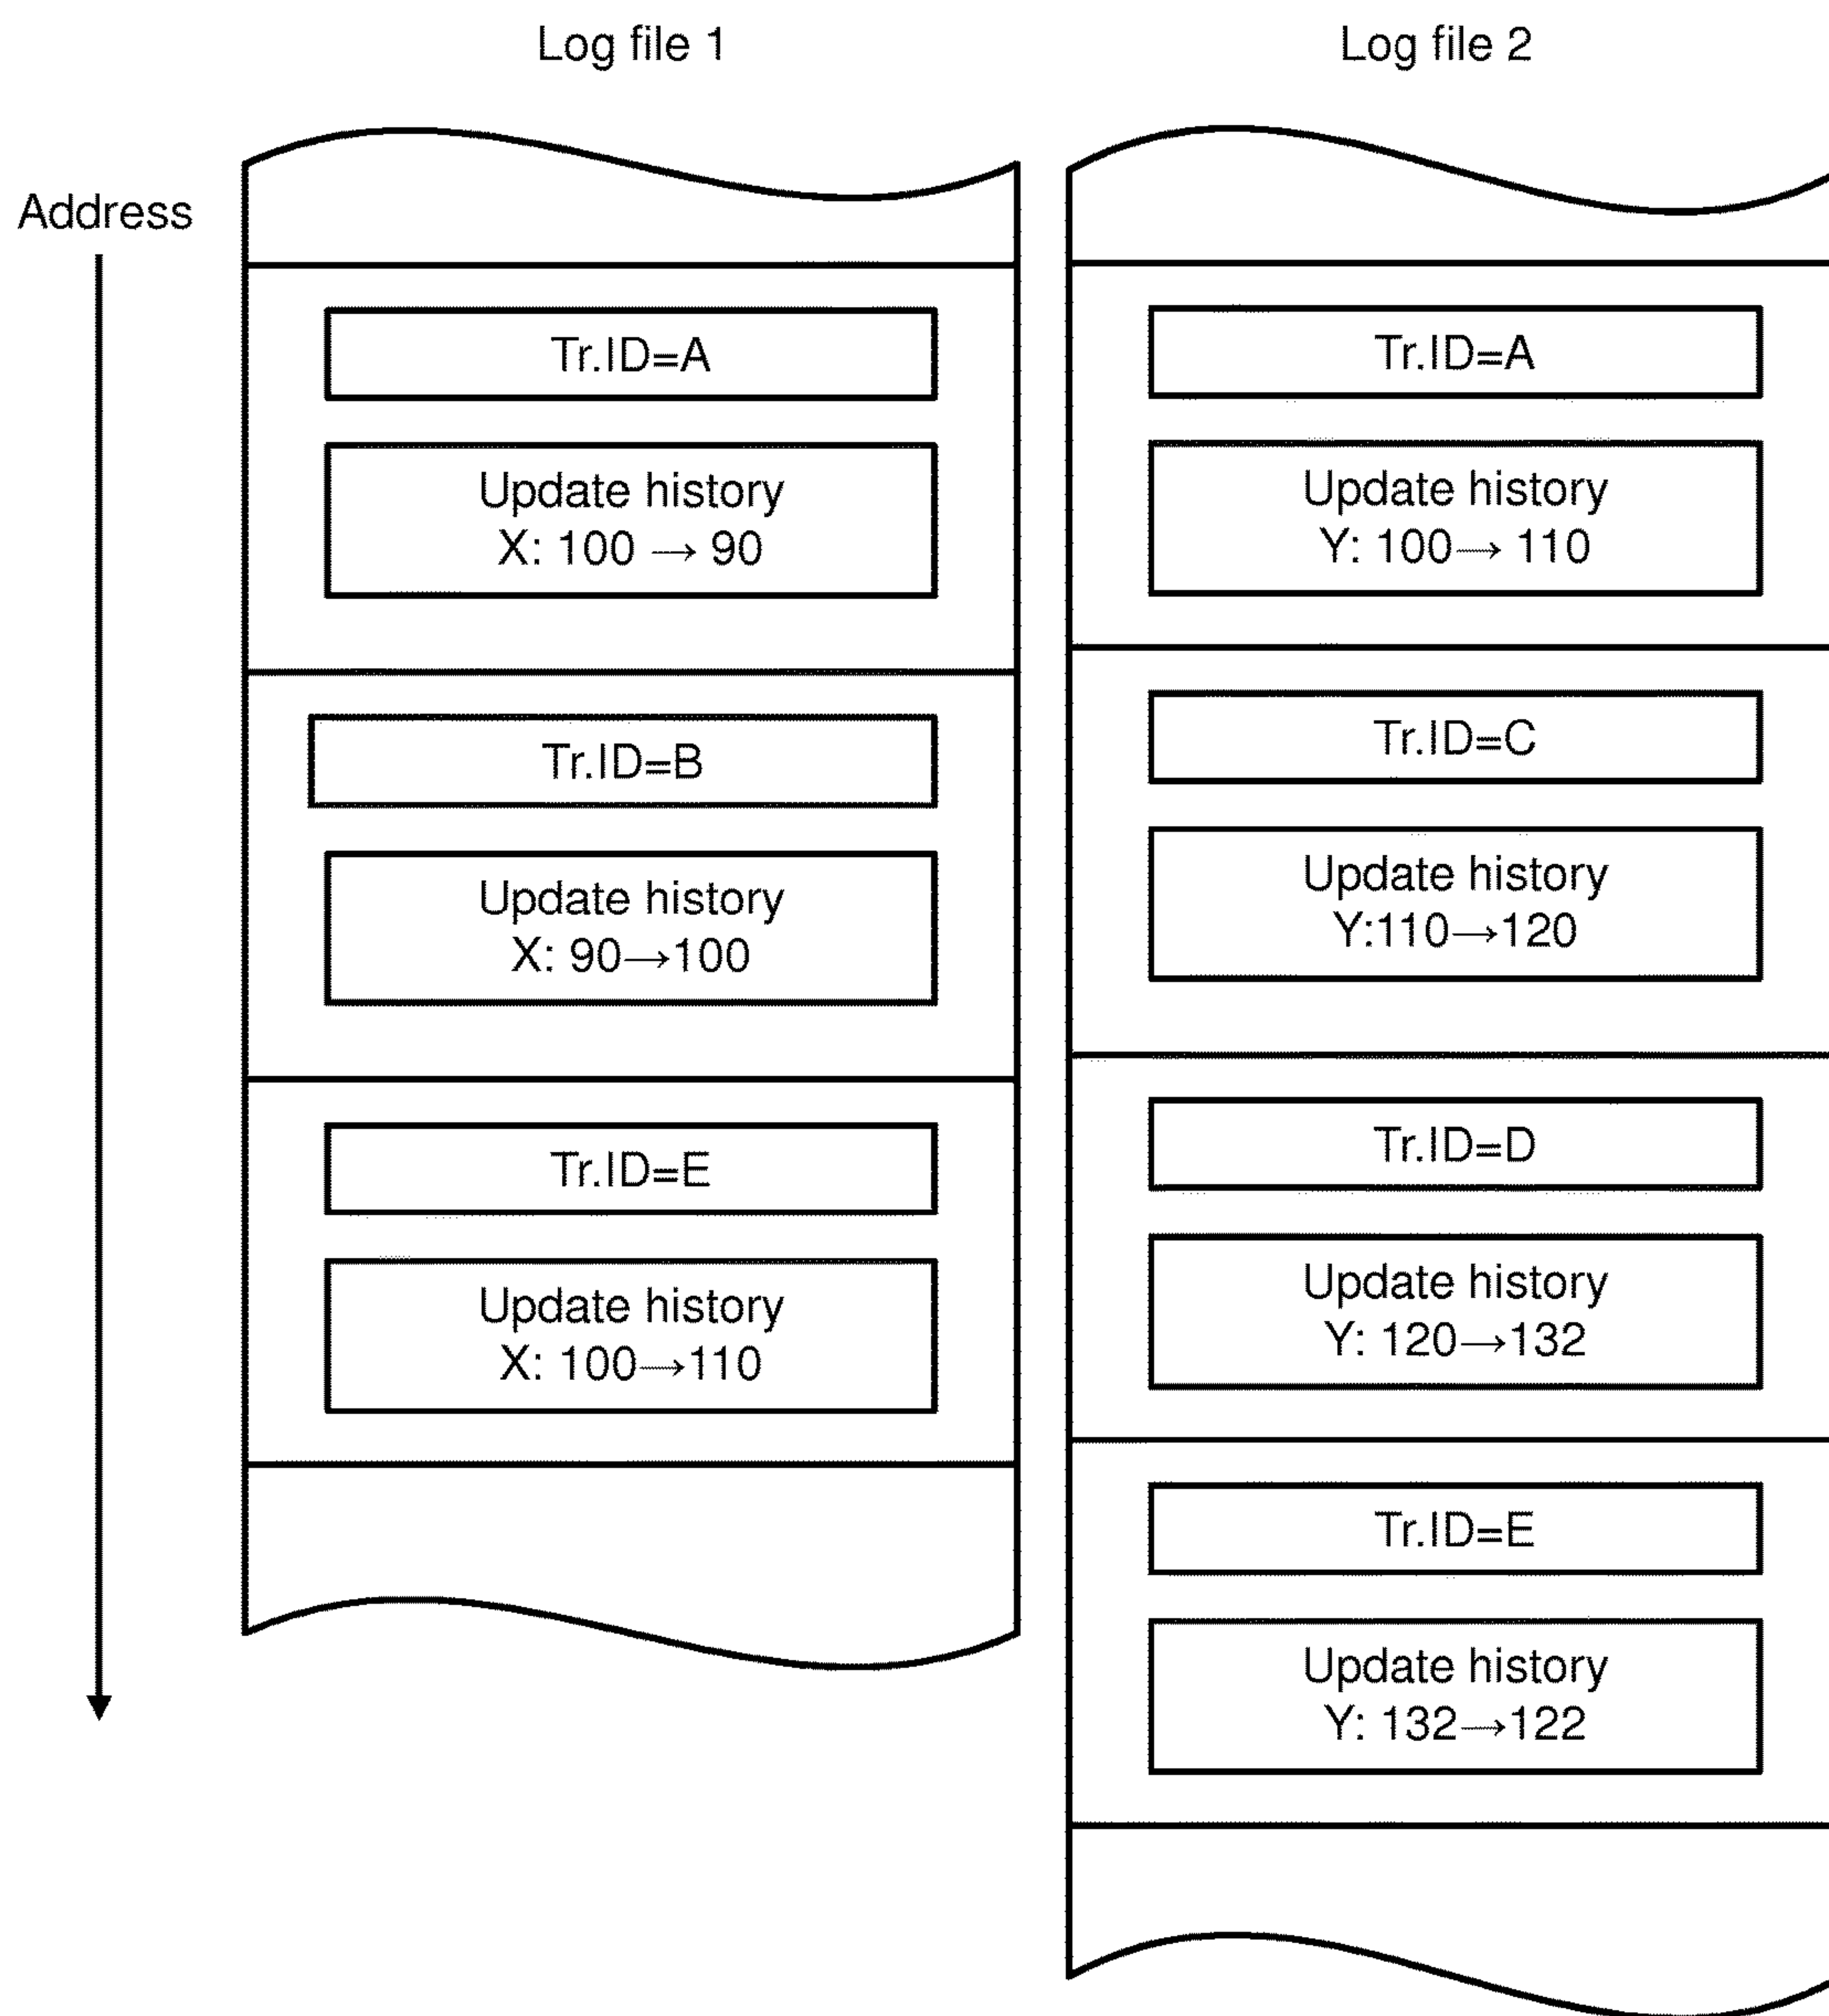 Log file 1
Log file 2
Address
Tr.ID=A
Update history
X: 100 → 90
Tr.ID=B
Update history
X: 90→100
Tr.ID=E
Update history
X: 100→110
Tr.ID=A
Update history
Y: 100→ 110
Tr.ID=C
Update history
Y:110→120
Tr.ID=D
Update history
Y: 120→132
Tr.ID=E
Update history
Y: 132→122